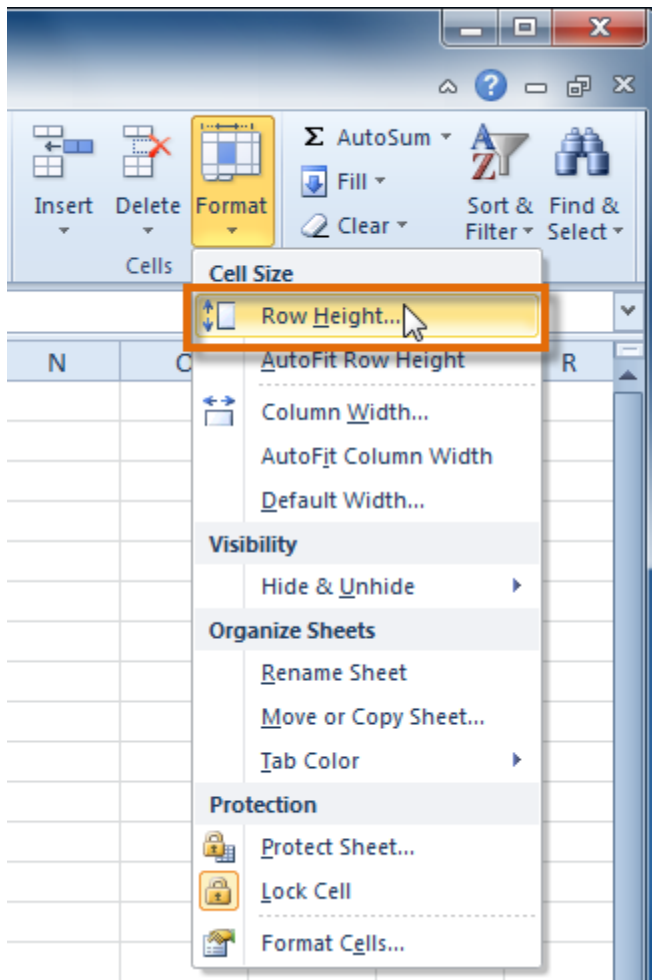 Σ AutoSum
Fill
Clear
Insert Delete Format
Sort & Filter
Find & Select
Cells
Cell Size
Row Height...
N
R
AutoFit Row Height
Column Width...
AutoFit Column Width
Default Width...
Visibility
Hide & Unhide
Organize Sheets
Rename Sheet
Move or Copy Sheet...
Tab Color
Protection
Protect Sheet...
Lock Cell
Format Cells...